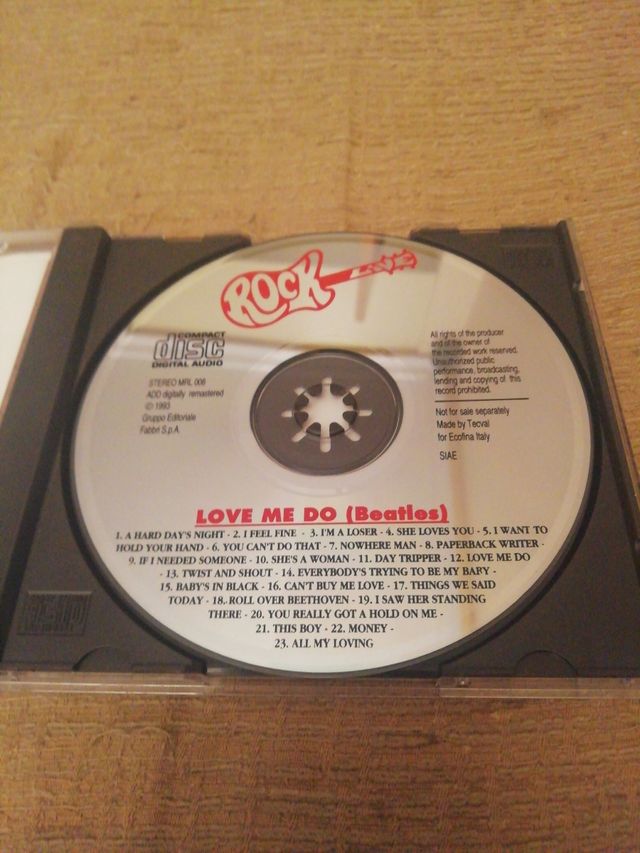 ROCK
LIVE
COMPACT
disc
DIGITAL AUDIO
STEREO MRL 006
ADD digitally remastered
© 1993
Gruppo Editoriale
Fabbri S.p.A.
All rights of the producer
and of the owner of
the recorded work reserved.
Unauthorized public
performance, broadcasting,
lending and copying of this
record prohibited.
Not for sale separately
Made by Tecval
for Ecofina Italy
SIAE
LOVE ME DO (Beatles)
1. A HARD DAY'S NIGHT - 2. I FEEL FINE - 3. I'M A LOSER - 4. SHE LOVES YOU - 5. I WANT TO
HOLD YOUR HAND - 6. YOU CAN'T DO THAT - 7. NOWHERE MAN - 8. PAPERBACK WRITER -
9. IF I NEEDED SOMEONE - 10. SHE'S A WOMAN - 11. DAY TRIPPER - 12. LOVE ME DO
- 13. TWIST AND SHOUT - 14. EVERYBODY'S TRYING TO BE MY BABY -
15. BABY'S IN BLACK - 16. CAN'T BUY ME LOVE - 17. THINGS WE SAID
TODAY - 18. ROLL OVER BEETHOVEN - 19. I SAW HER STANDING
THERE - 20. YOU REALLY GOT A HOLD ON ME -
21. THIS BOY - 22. MONEY -
23. ALL MY LOVING